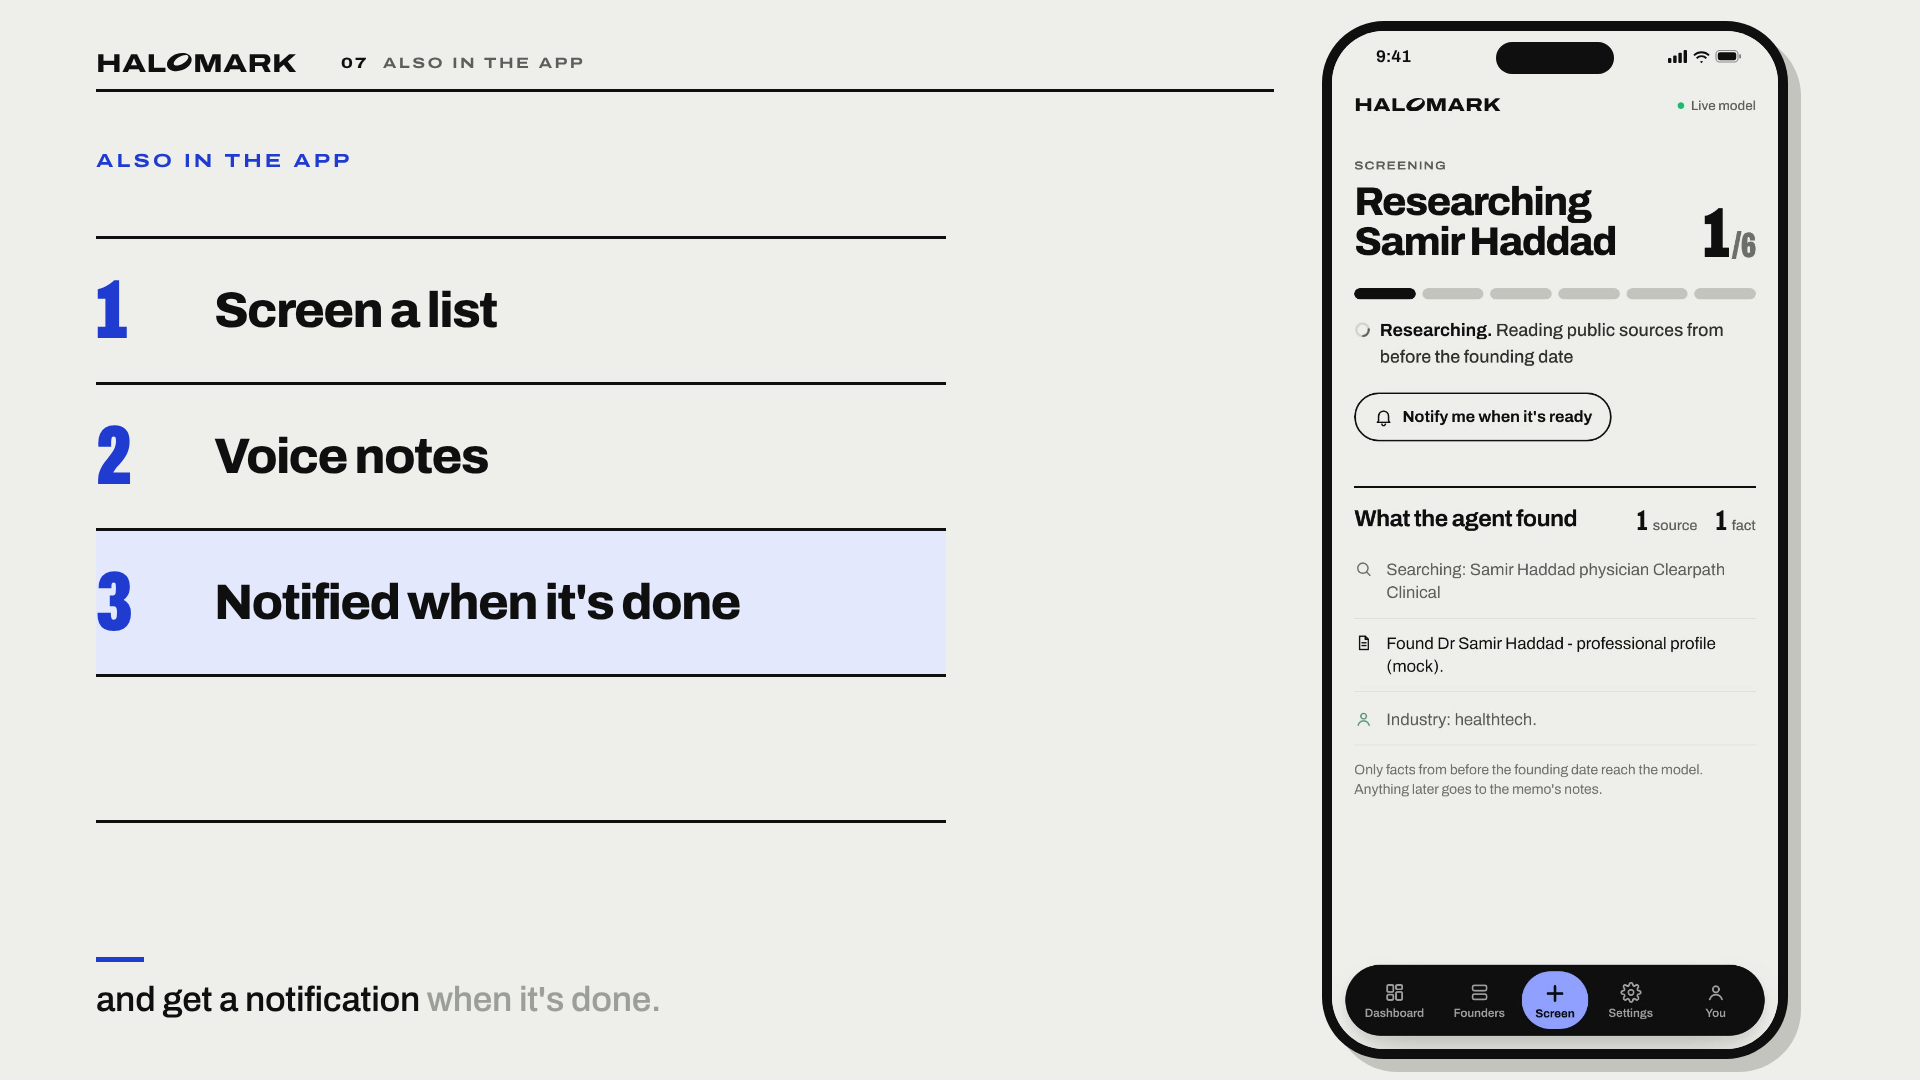 HALOMARK 07 ALSO IN THE APP
ALSO IN THE APP
1 Screen a list
2 Voice notes
3 Notified when it's done
and get a notification when it's done.
9:41
HALOMARK Live model
SCREENING
Researching
Samir Haddad 1/6
Researching. Reading public sources from
before the founding date
Notify me when it's ready
What the agent found 1 source 1 fact
Searching: Samir Haddad physician Clearpath
Clinical
Found Dr Samir Haddad - professional profile
(mock).
Industry: healthtech.
Only facts from before the founding date reach the model.
Anything later goes to the memo's notes.
Dashboard Founders Screen Settings You